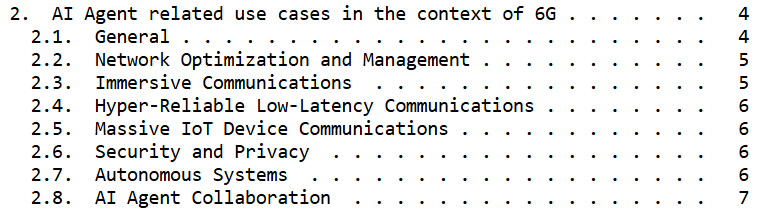 2. AI Agent related use cases in the context of 6G . . . . . . . 4
2.1. General . . . . . . . . . . . . . . . . . . . . . . . . . 4
2.2. Network Optimization and Management . . . . . . . . . . . 5
2.3. Immersive Communications . . . . . . . . . . . . . . . . 5
2.4. Hyper-Reliable Low-Latency Communications . . . . . . . . 6
2.5. Massive IoT Device Communications . . . . . . . . . . . . 6
2.6. Security and Privacy . . . . . . . . . . . . . . . . . . 6
2.7. Autonomous Systems . . . . . . . . . . . . . . . . . . . 6
2.8. AI Agent Collaboration . . . . . . . . . . . . . . . . . 7